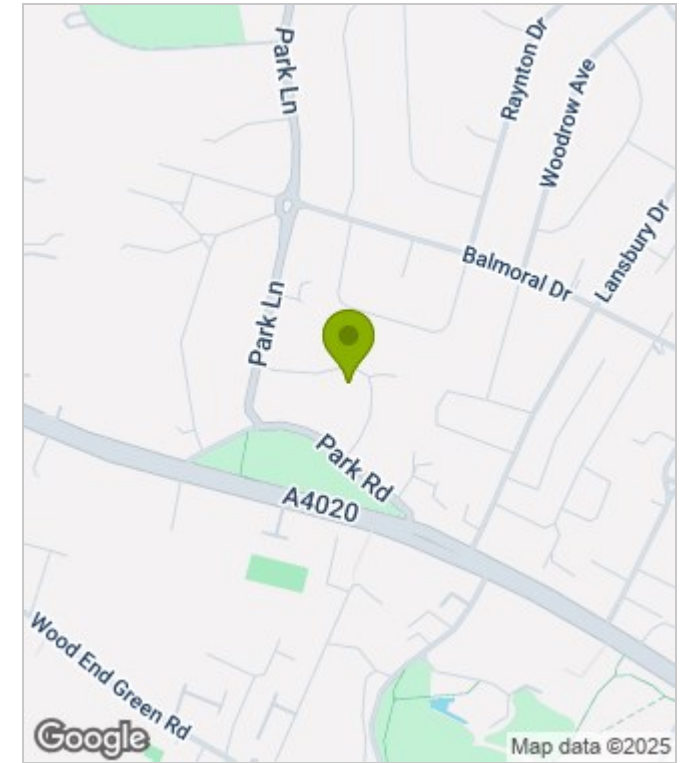 Park Ln
Raynton Dr
Woodrow Ave
Lansbury Dr
Balmoral Dr
Park Ln
Park Rd
A4020
Wood End Green Rd
Google
Map data ©2025